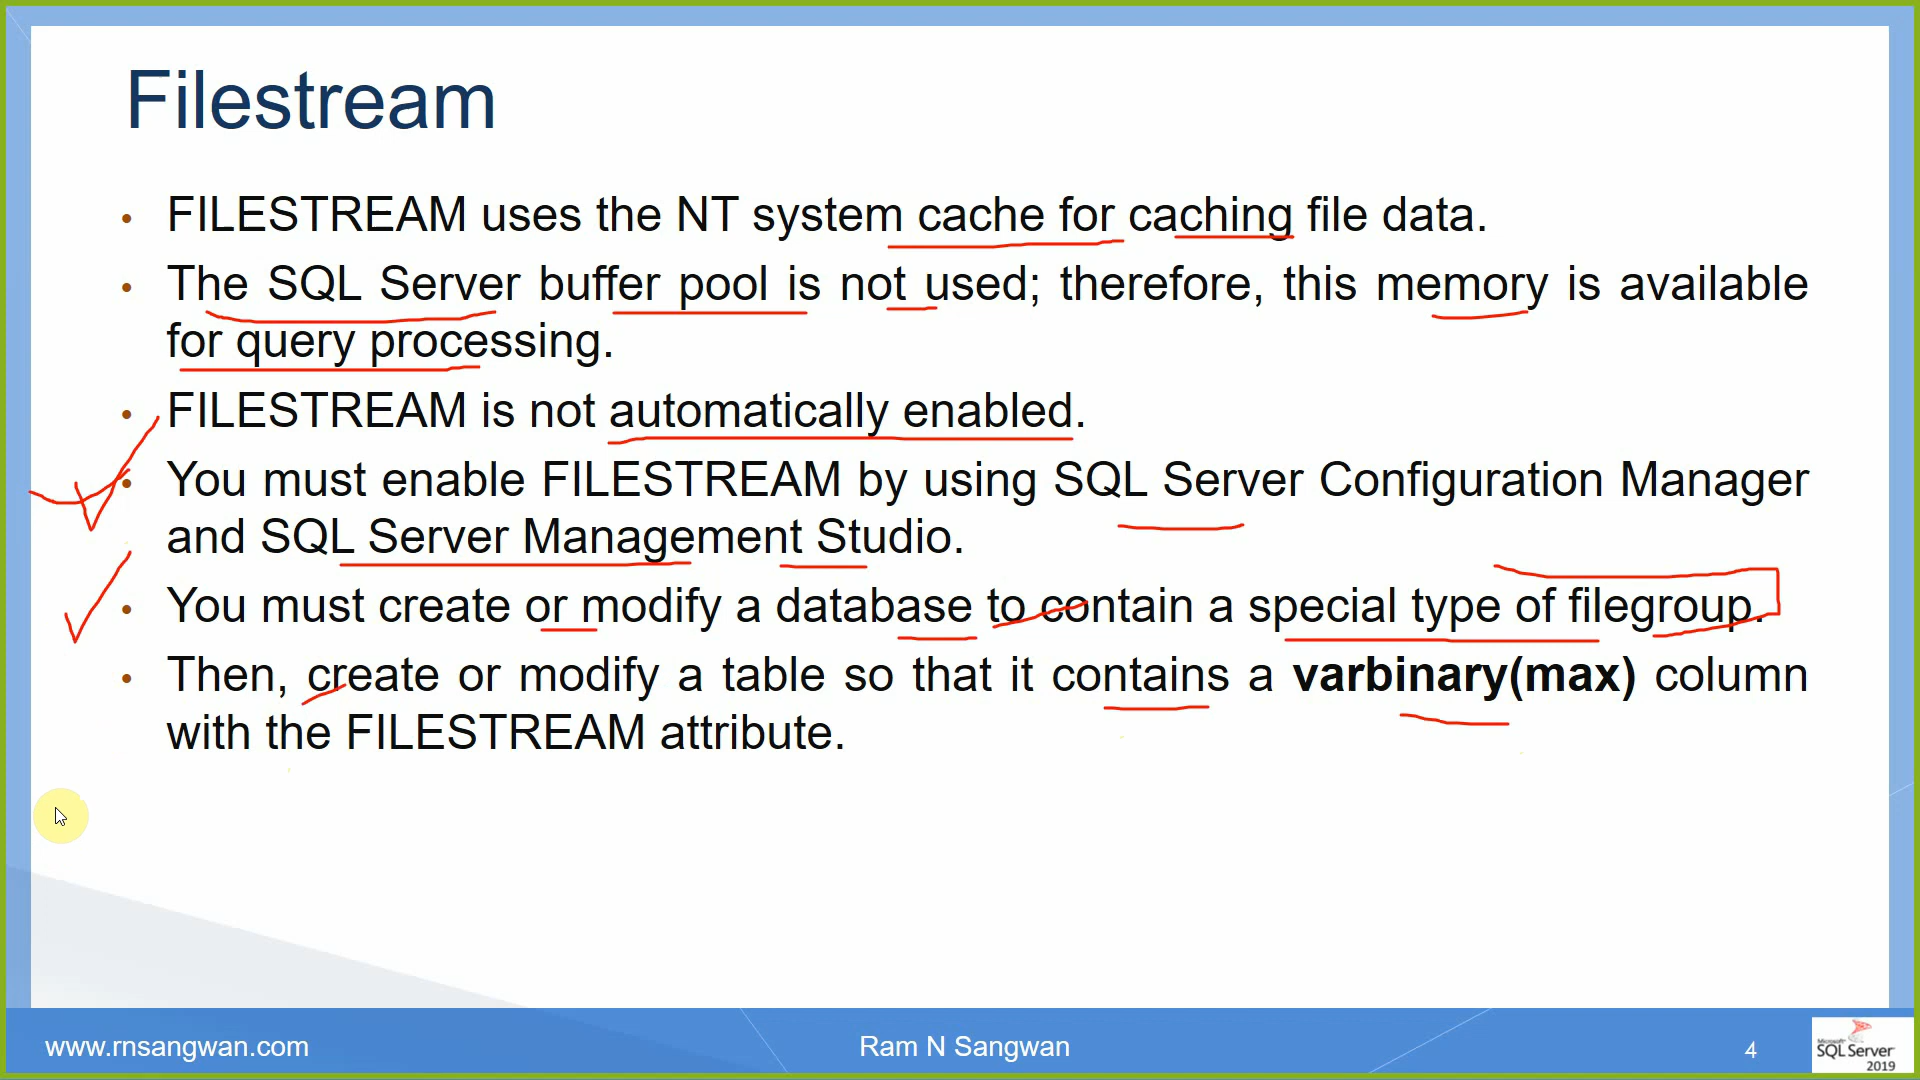 Filestream
• FILESTREAM uses the NT system cache for caching file data.
• The SQL Server buffer pool is not used; therefore, this memory is available
for query processing.
• FILESTREAM is not automatically enabled.
• You must enable FILESTREAM by using SQL Server Configuration Manager
and SQL Server Management Studio.
• You must create or modify a database to contain a special type of filegroup.
• Then, create or modify a table so that it contains a varbinary(max) column
with the FILESTREAM attribute.
www.rnsangwan.com
Ram N Sangwan
4
Microsoft
SQL Server
2019